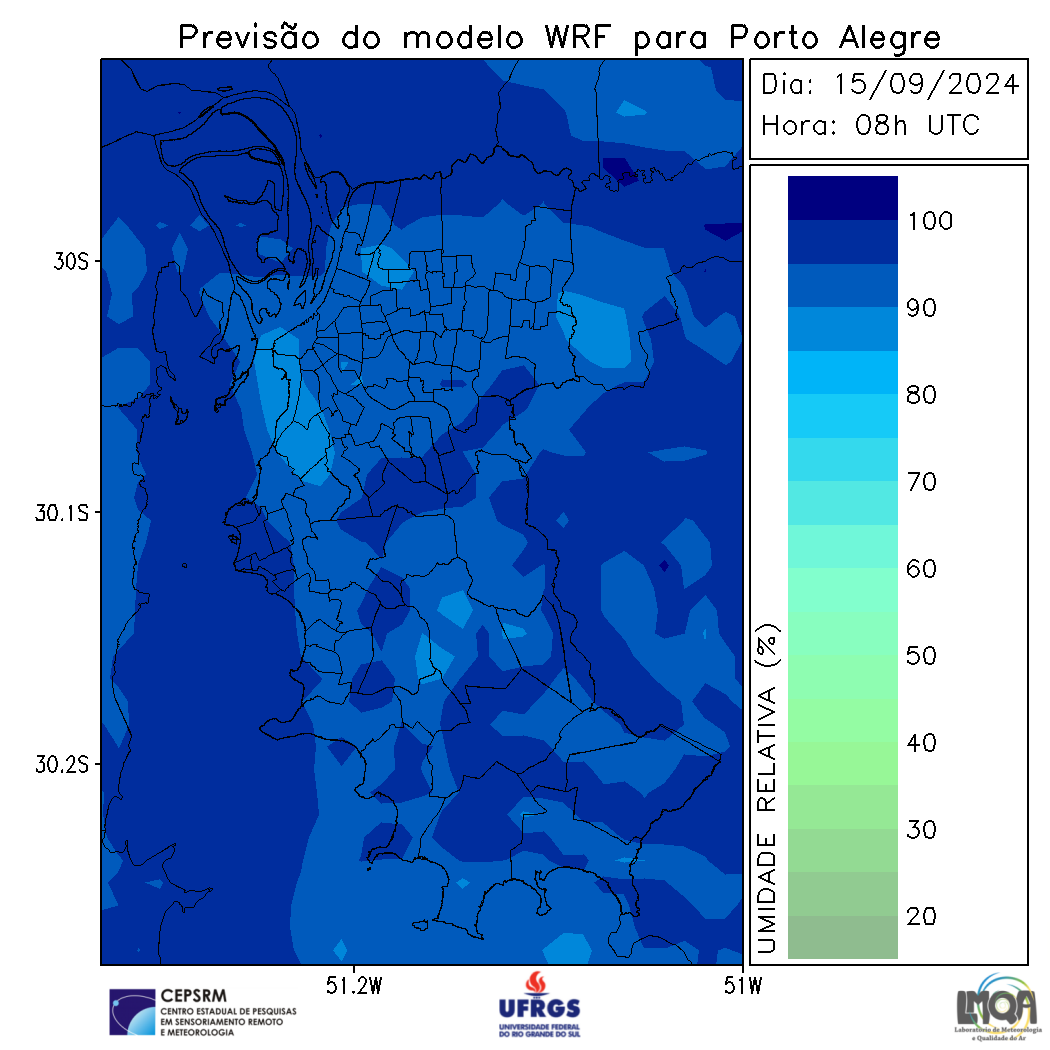 Previsão do modelo WRF para Porto Alegre
Dia: 15/09/2024
Hora: 08h UTC
30S
30.1S
30.2S
51.2W
51W
UMIDADE RELATIVA (%)
100
90
80
70
60
50
40
30
20
CEPSRM
CENTRO ESTADUAL DE PESQUISAS
EM SENSORIAMENTO REMOTO
E METEOROLOGIA
UFRGS
UNIVERSIDADE FEDERAL
DO RIO GRANDE DO SUL
LMQA
Laboratório de Meteorologia
e Qualidade do Ar